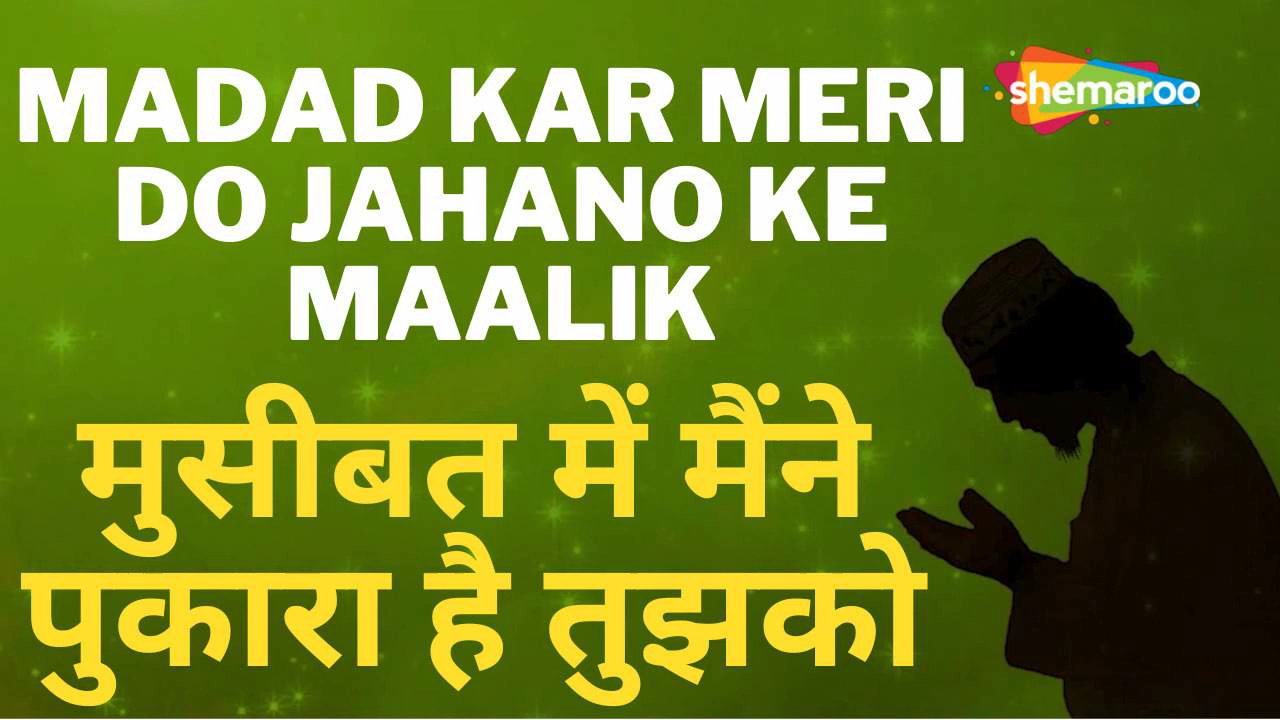 MADAD KAR MERI
DO JAHANO KE
MAALIK
shemaroo
मुसीबत में मैंने
पुकारा है तुझको